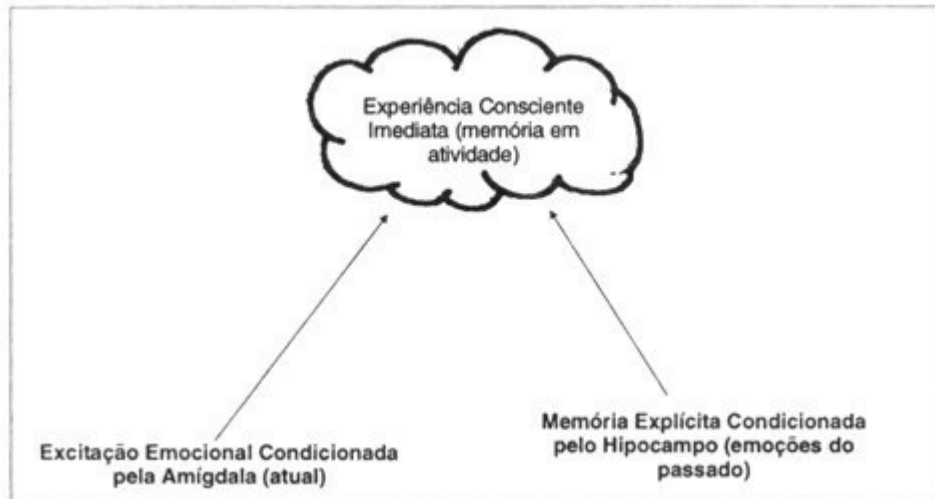 Experiência Consciente
Imediata (memória em
atividade)
Excitação Emocional Condicionada
pela Amígdala (atual)
Memória Explícita Condicionada
pelo Hipocampo (emoções do
passado)